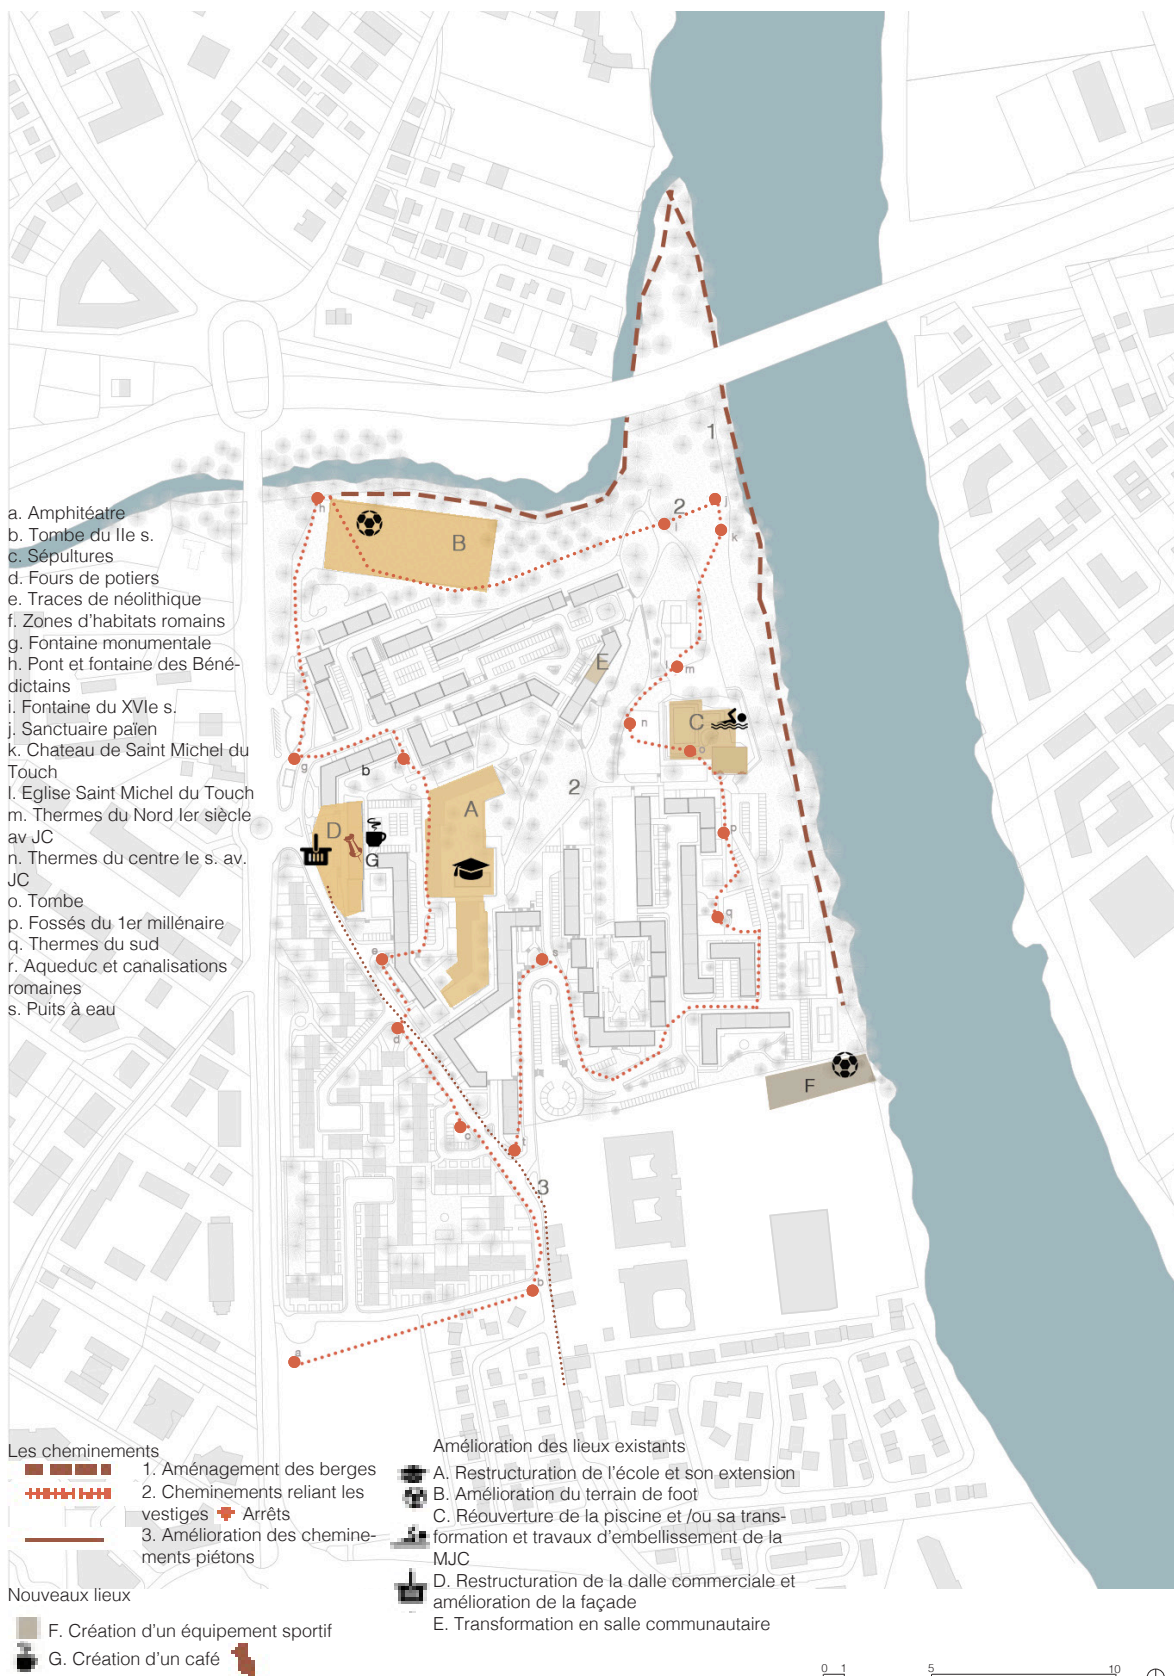 1
2
h
B
i
j
k
a. Amphitéatre
b. Tombe du IIe s.
c. Sépultures
d. Fours de potiers
e. Traces de néolithique
f. Zones d'habitats romains
g. Fontaine monumentale
h. Pont et fontaine des Béné-
dictains
i. Fontaine du XVIe s.
j. Sanctuaire païen
k. Chateau de Saint Michel du
Touch
l. Eglise Saint Michel du Touch
m. Thermes du Nord Ier siècle
av JC
n. Thermes du centre Ie s. av.
JC
o. Tombe
p. Fossés du 1er millénaire
q. Thermes du sud
r. Aqueduc et canalisations
romaines
s. Puits à eau
E
l
m
n
C
o
g
b
f
2
A
D
G
p
q
e
s
d
F
c
t
3
b
a
Les cheminements
1. Aménagement des berges
2. Cheminements reliant les
vestiges
Arrêts
3. Amélioration des chemine-
ments piétons
Nouveaux lieux
F. Création d'un équipement sportif
G. Création d'un café
Amélioration des lieux existants
A. Restructuration de l'école et son extension
B. Amélioration du terrain de foot
C. Réouverture de la piscine et /ou sa trans-
formation et travaux d'embellissement de la
MJC
D. Restructuration de la dalle commerciale et
amélioration de la façade
E. Transformation en salle communautaire
0 1 5 10